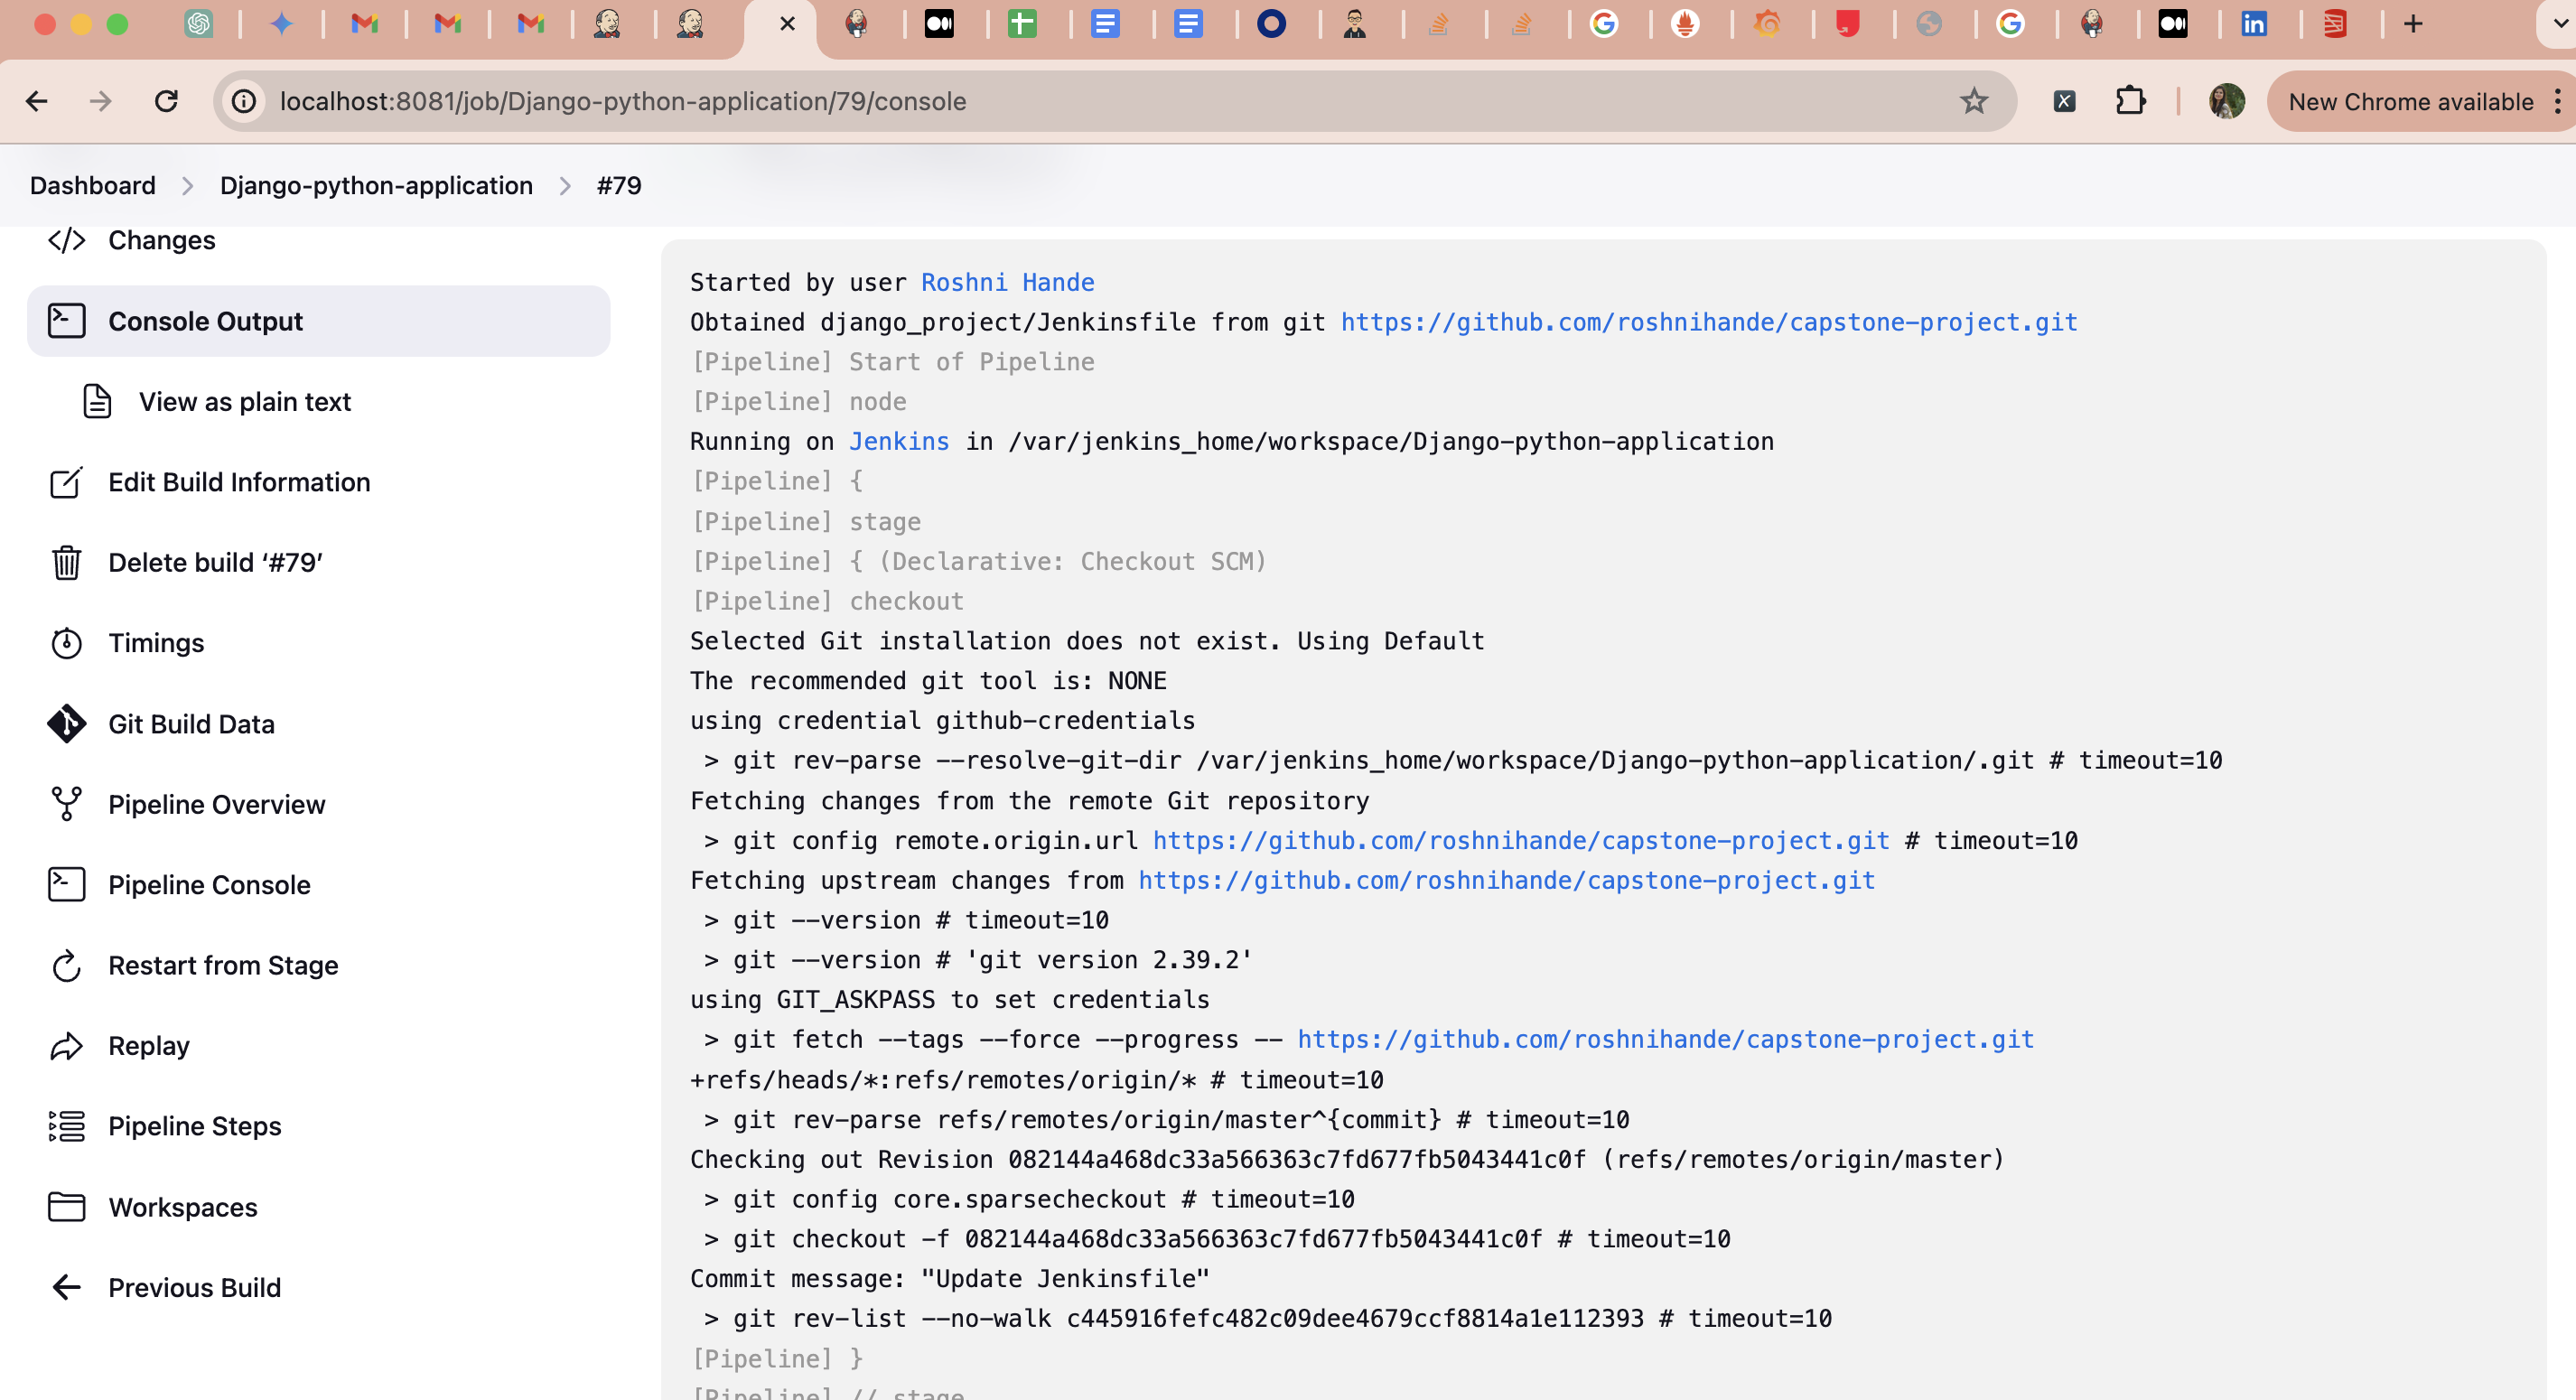 localhost:8081/job/Django-python-application/79/console
New Chrome available
Dashboard > Django-python-application > #79
Changes
Console Output
View as plain text
Edit Build Information
Delete build ‘#79’
Timings
Git Build Data
Pipeline Overview
Pipeline Console
Restart from Stage
Replay
Pipeline Steps
Workspaces
Previous Build
Started by user Roshni Hande
Obtained django_project/Jenkinsfile from git https://github.com/roshnihande/capstone-project.git
[Pipeline] Start of Pipeline
[Pipeline] node
Running on Jenkins in /var/jenkins_home/workspace/Django-python-application
[Pipeline] {
[Pipeline] stage
[Pipeline] { (Declarative: Checkout SCM)
[Pipeline] checkout
Selected Git installation does not exist. Using Default
The recommended git tool is: NONE
using credential github-credentials
 > git rev-parse --resolve-git-dir /var/jenkins_home/workspace/Django-python-application/.git # timeout=10
Fetching changes from the remote Git repository
 > git config remote.origin.url https://github.com/roshnihande/capstone-project.git # timeout=10
Fetching upstream changes from https://github.com/roshnihande/capstone-project.git
 > git --version # timeout=10
 > git --version # 'git version 2.39.2'
using GIT_ASKPASS to set credentials
 > git fetch --tags --force --progress -- https://github.com/roshnihande/capstone-project.git
+refs/heads/*:refs/remotes/origin/* # timeout=10
 > git rev-parse refs/remotes/origin/master^{commit} # timeout=10
Checking out Revision 082144a468dc33a566363c7fd677fb5043441c0f (refs/remotes/origin/master)
 > git config core.sparsecheckout # timeout=10
 > git checkout -f 082144a468dc33a566363c7fd677fb5043441c0f # timeout=10
Commit message: "Update Jenkinsfile"
 > git rev-list --no-walk c445916fefc482c09dee4679ccf8814a1e112393 # timeout=10
[Pipeline] }
[Pipeline] // stage